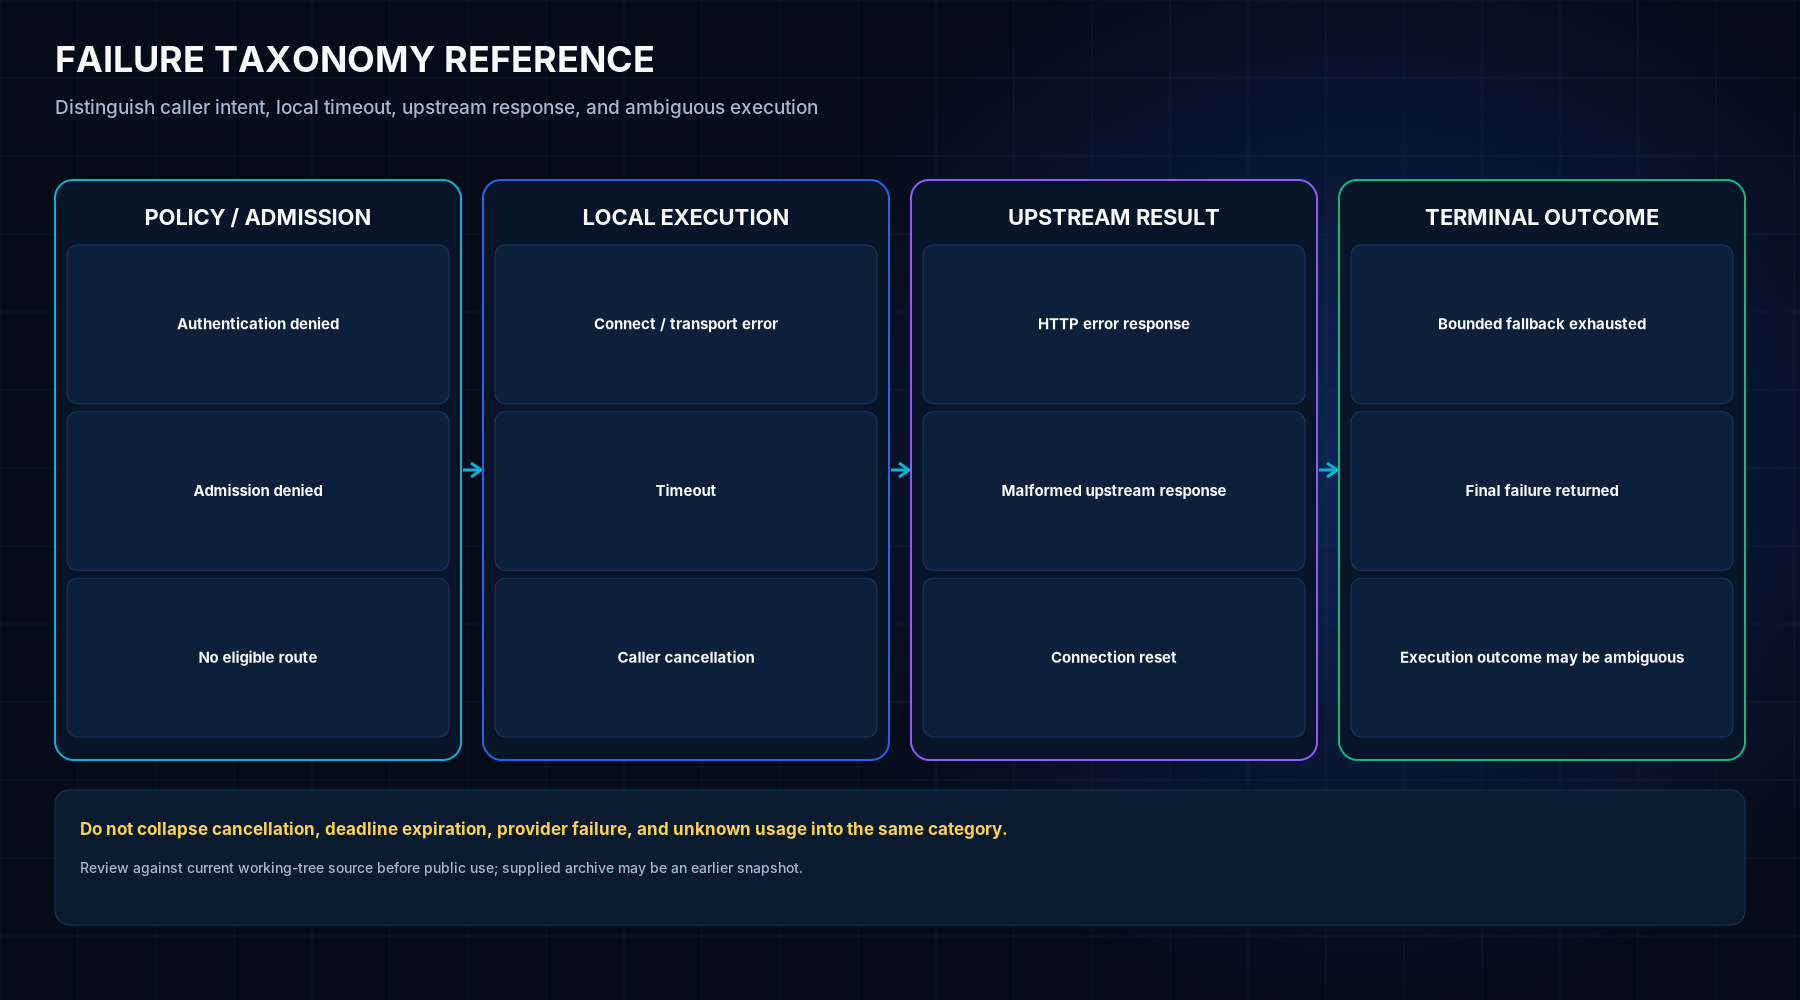 FAILURE TAXONOMY REFERENCE
Distinguish caller intent, local timeout, upstream response, and ambiguous execution
POLICY / ADMISSION
Authentication denied
Admission denied
No eligible route
LOCAL EXECUTION
Connect / transport error
Timeout
Caller cancellation
UPSTREAM RESULT
HTTP error response
Malformed upstream response
Connection reset
TERMINAL OUTCOME
Bounded fallback exhausted
Final failure returned
Execution outcome may be ambiguous
Do not collapse cancellation, deadline expiration, provider failure, and unknown usage into the same category.
Review against current working-tree source before public use; supplied archive may be an earlier snapshot.